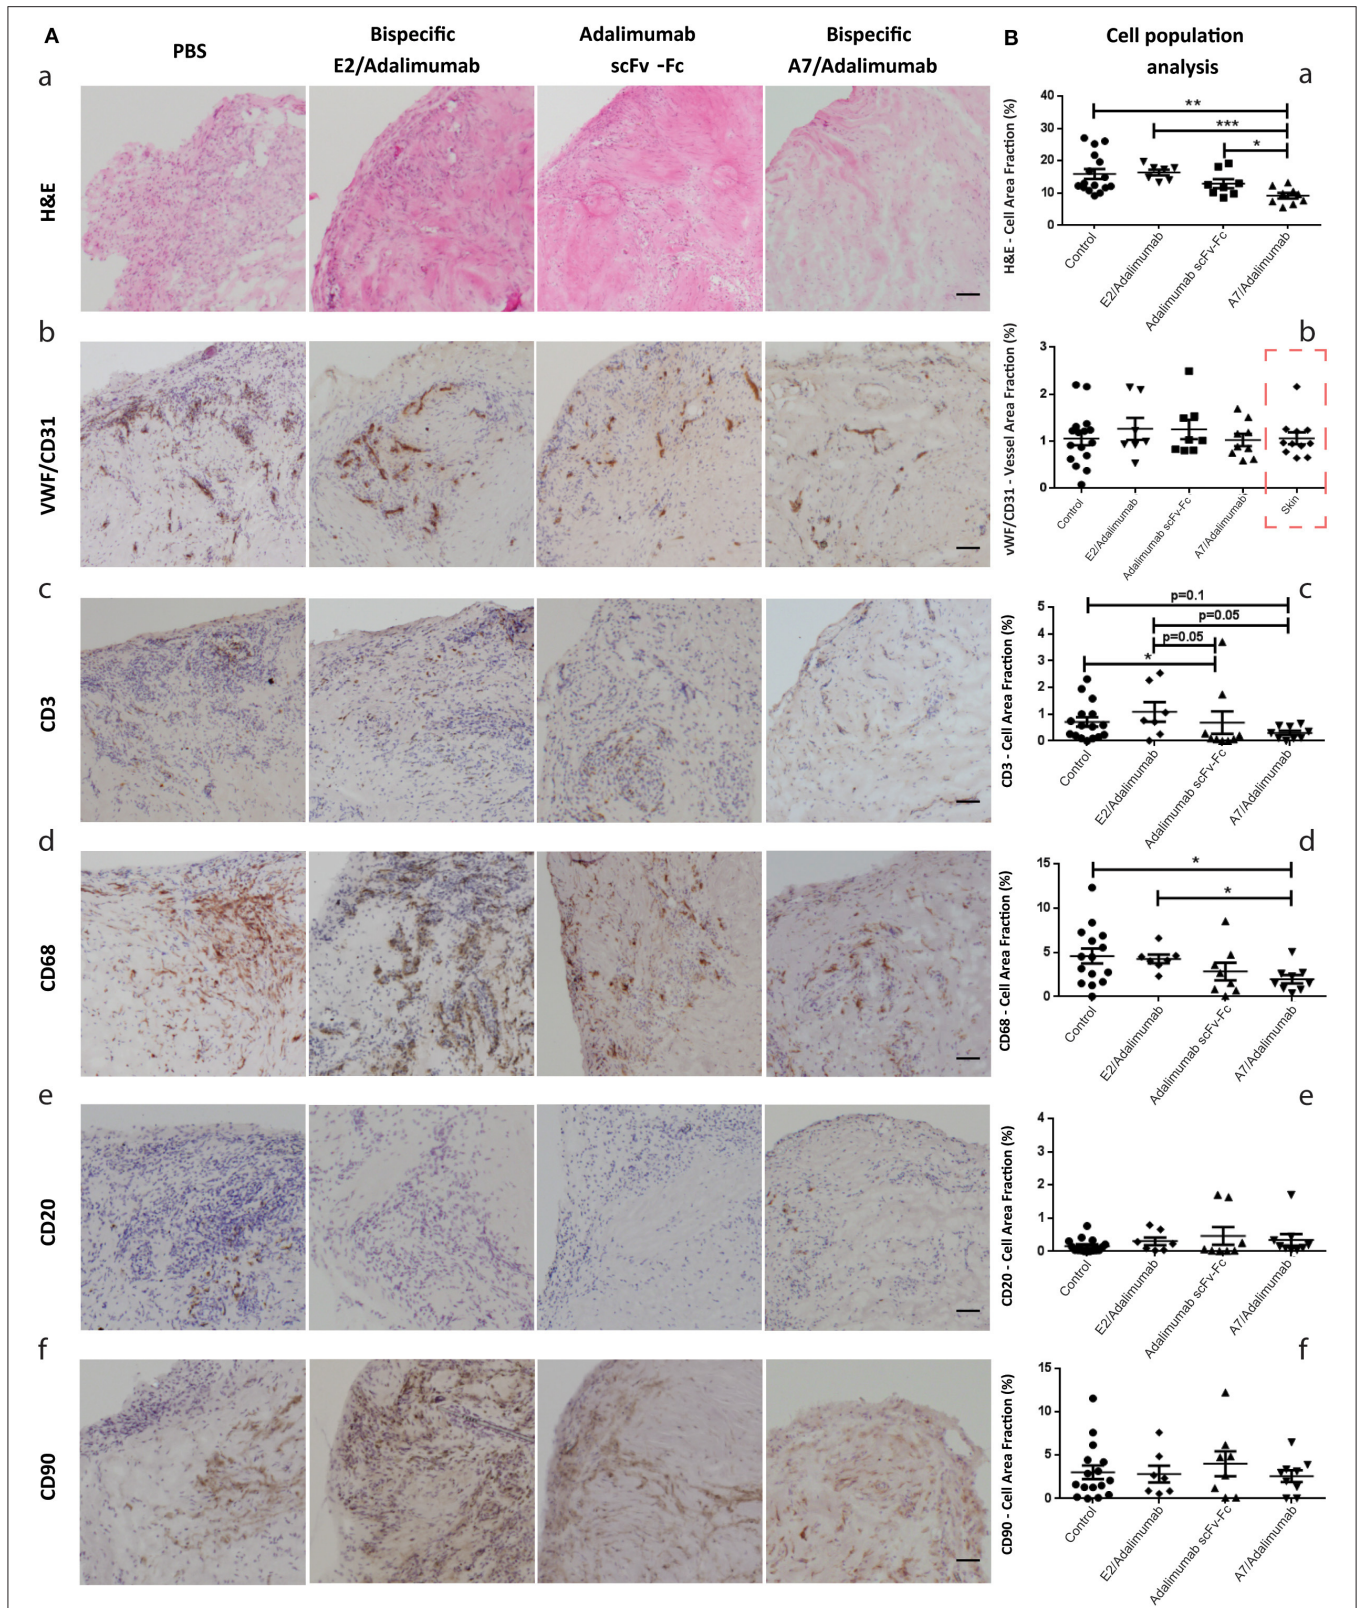 A
PBS
Bispecific
E2/Adalimumab
Adalimumab
scFv -Fc
Bispecific
A7/Adalimumab
B
Cell population
analysis
a
H&E
a
H&E - Cell Area Fraction (%)
40
30
20
10
0
**
***
*
Control
E2/Adalimumab
Adalimumab scFv-Fc
A7/Adalimumab
b
VWF/CD31
b
vWF/CD31 - Vessel Area Fraction (%)
3
2
1
0
Control
E2/Adalimumab
Adalimumab scFv-Fc
A7/Adalimumab
Skin
c
CD3
c
CD3 - Cell Area Fraction (%)
5
4
3
2
1
0
p=0.1
p=0.05
p=0.05
*
Control
E2/Adalimumab
Adalimumab scFv-Fc
A7/Adalimumab
d
CD68
d
CD68 - Cell Area Fraction (%)
15
10
5
0
*
*
Control
E2/Adalimumab
Adalimumab scFv-Fc
A7/Adalimumab
e
CD20
e
CD20 - Cell Area Fraction (%)
4
3
2
1
0
Control
E2/Adalimumab
Adalimumab scFv-Fc
A7/Adalimumab
f
CD90
f
CD90 - Cell Area Fraction (%)
15
10
5
0
Control
E2/Adalimumab
Adalimumab scFv-Fc
A7/Adalimumab